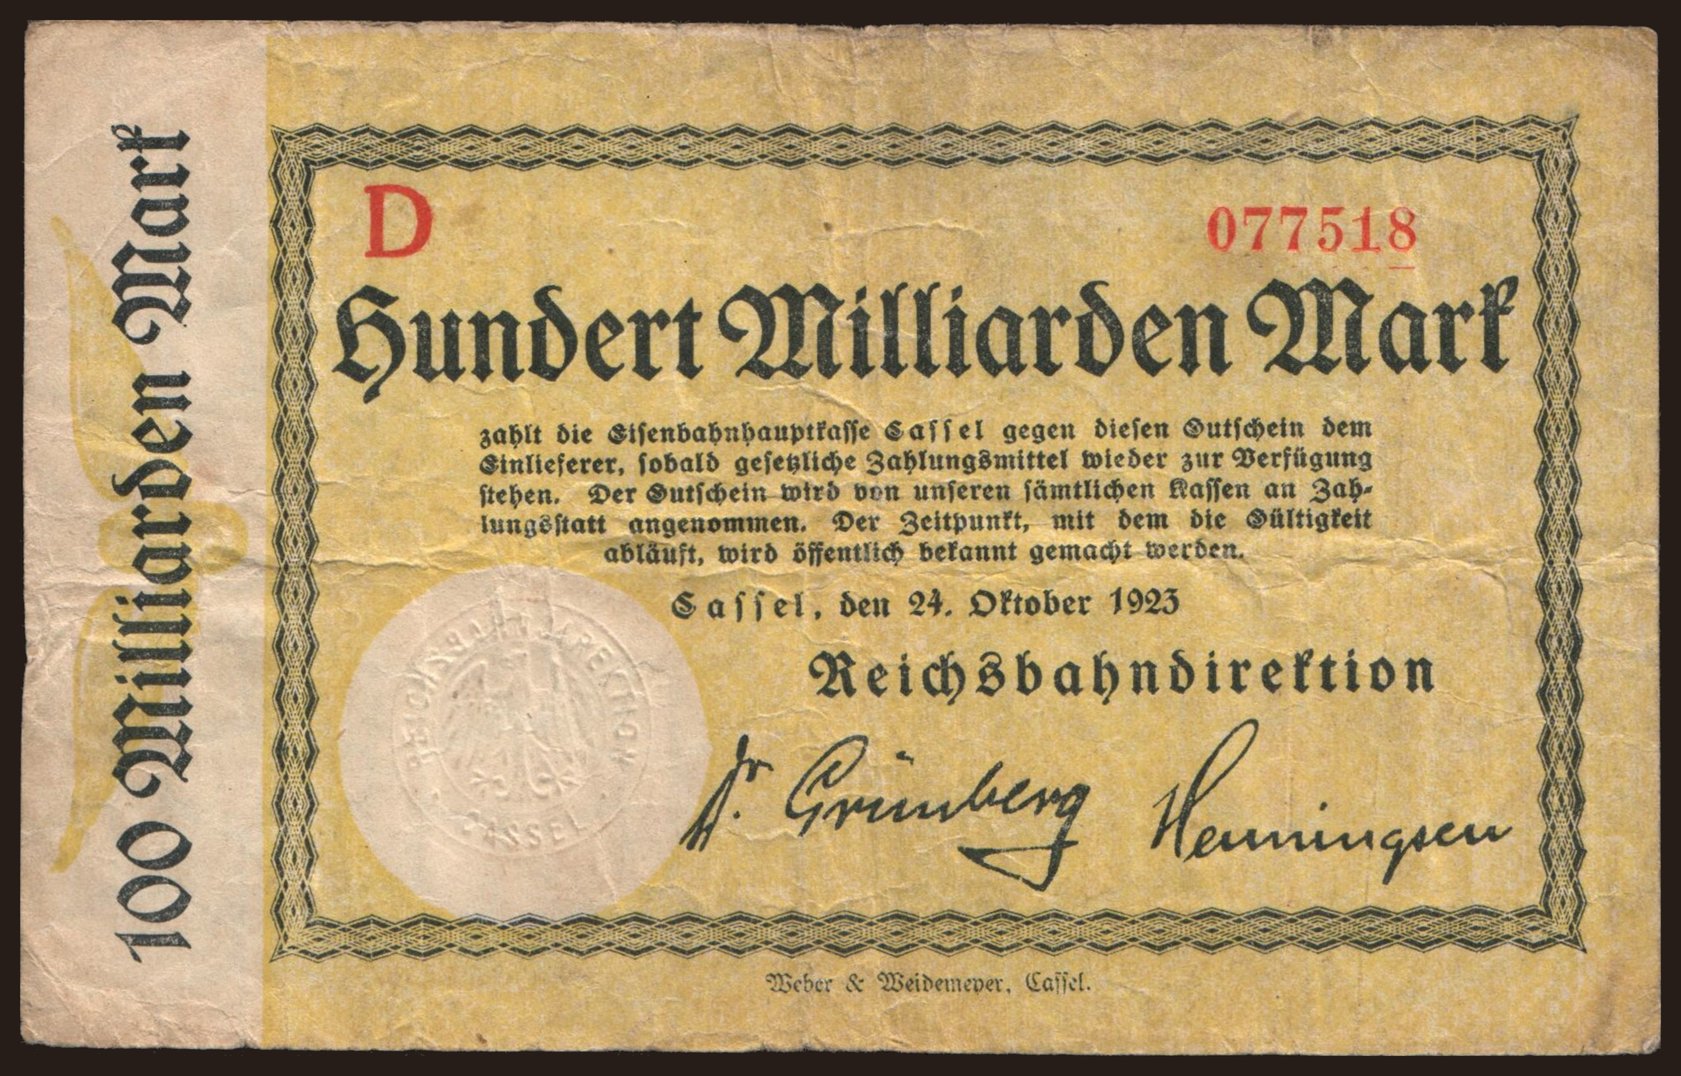 100 Milliarden Mark
D 077518
Hundert Milliarden Mark
zahlt die Eisenbahnhauptkasse Cassel gegen diesen Gutschein dem
Einlieferer, sobald gesetzliche Zahlungsmittel wieder zur Verfügung
stehen. Der Gutschein wird von unseren sämtlichen Kassen an Zah-
lungsstatt angenommen. Der Zeitpunkt, mit dem die Gültigkeit
abläuft, wird öffentlich bekannt gemacht werden.
Cassel, den 24. Oktober 1923
Reichsbahndirektion
REICHSBAHNDIREKTION
CASSEL
Dr. Grünberg Henningsen
Weber & Weidemeyer, Cassel.